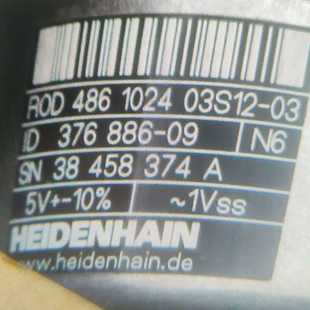 ROD 486 1024 03S12-03
ID 376 886-09 N6
SN 38 458 374 A
5V+-10% ~1Vss
HEIDENHAIN
www.heidenhain.de